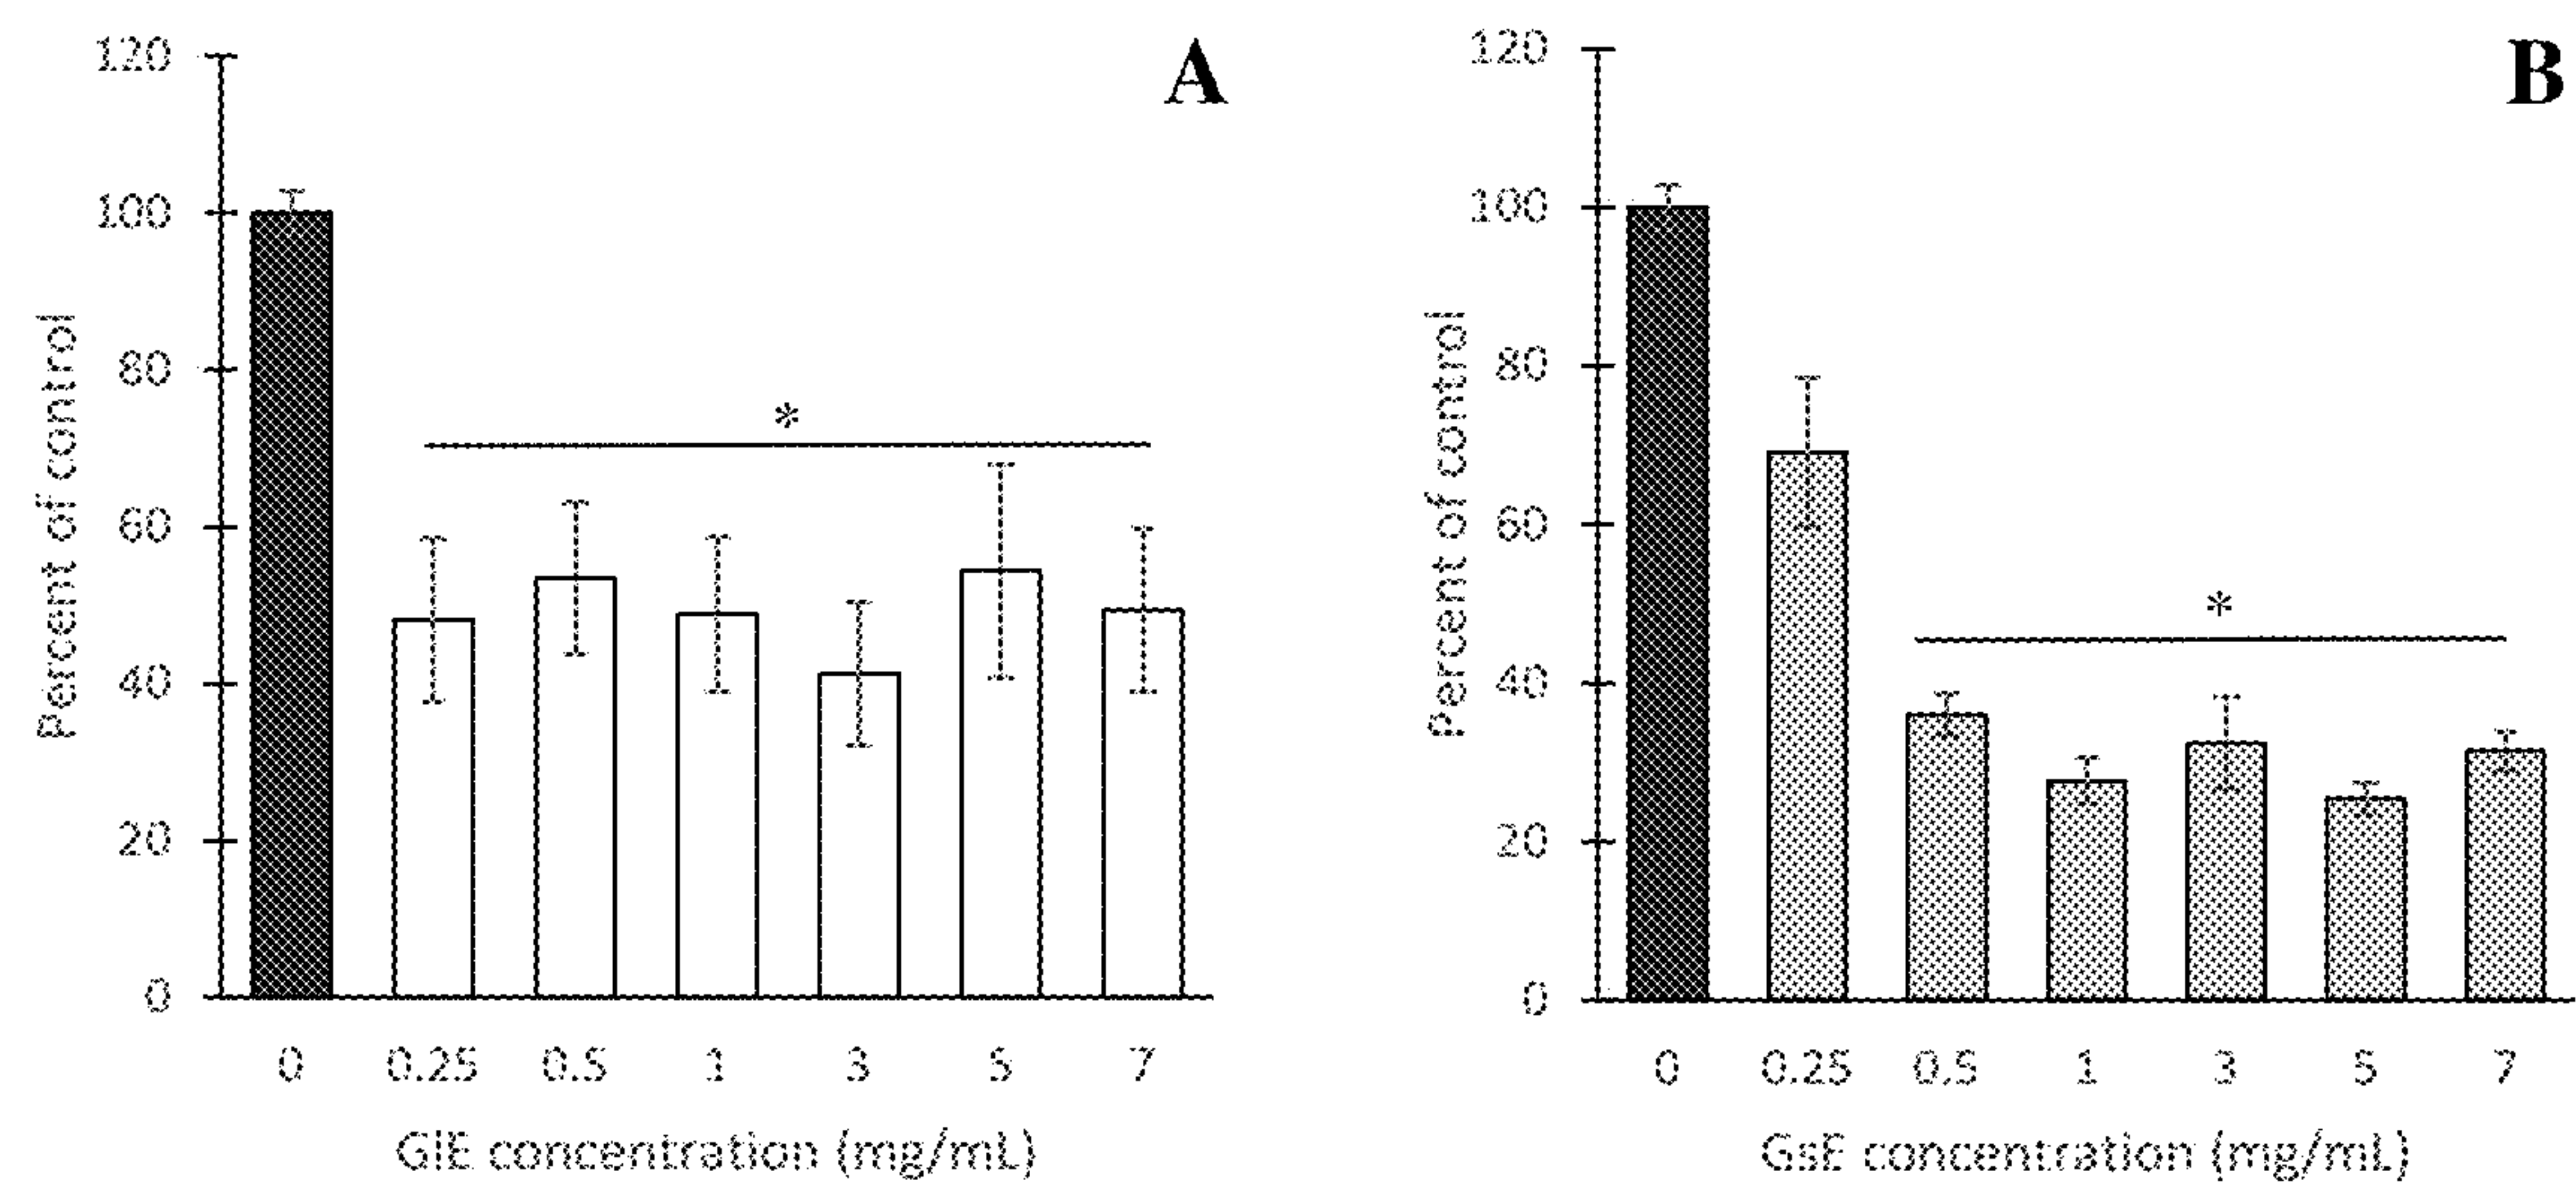 A
120
100
80
60
40
20
0
Percent of control
*
0 0.25 0.5 1 3 5 7
GlE concentration (mg/mL)
B
120
100
80
60
40
20
0
Percent of control
*
0 0.25 0.5 1 3 5 7
GsE concentration (mg/mL)